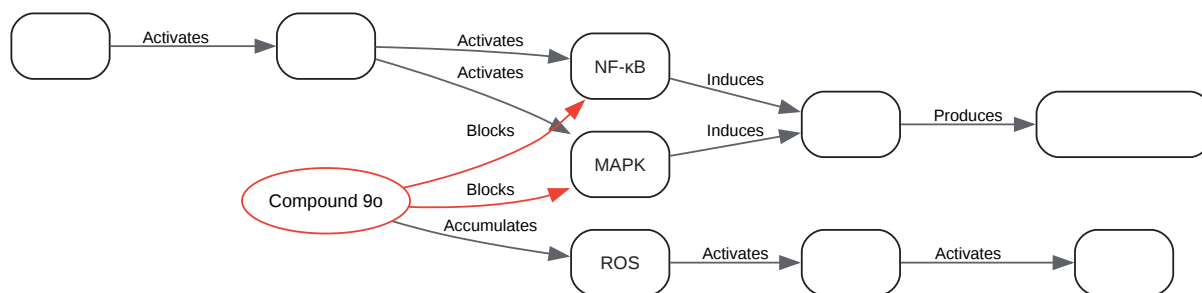 Activates
Activates
NF-κB
Activates
Induces
Produces
Blocks
Induces
MAPK
Blocks
Compound 9o
Accumulates
ROS
Activates
Activates